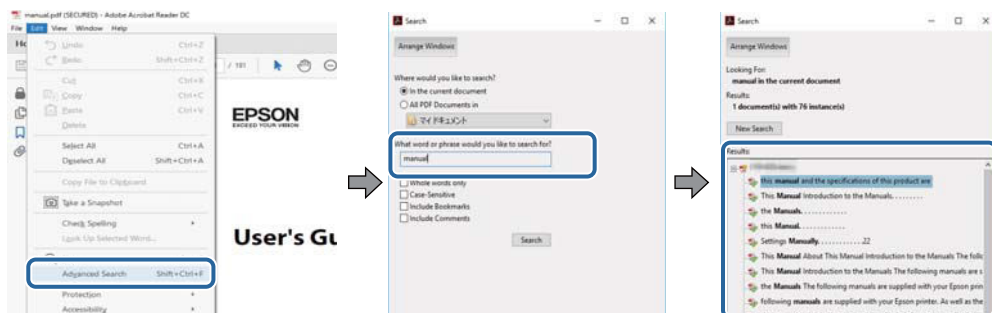 manual.pdf (SECURED) - Adobe Acrobat Reader DC
File Edit View Window Help
Undo Ctrl+Z
Redo Shift+Ctrl+Z
Cut Ctrl+X
Copy Ctrl+C
Paste Ctrl+V
Delete
Select All Ctrl+A
Deselect All Shift+Ctrl+A
Copy File to Clipboard
Take a Snapshot
Check Spelling
Look Up Selected Word...
Advanced Search Shift+Ctrl+F
Protection
Accessibility
/ 191
EPSON
EXCEED YOUR VISION
User's Gu
Search
Arrange Windows
Where would you like to search?
In the current document
All PDF Documents in
マイ ドキュメント
What word or phrase would you like to search for?
manual
Whole words only
Case-Sensitive
Include Bookmarks
Include Comments
Search
Search
Arrange Windows
Looking For:
manual in the current document
Results:
1 document(s) with 76 instance(s)
New Search
Results:
this manual and the specifications of this product are
This Manual Introduction to the Manuals. . . . . . . .
the Manuals. . . . . . . . . . . . .
this Manual. . . . . . . . . . . . .
Settings Manually. . . . . . . . . . . . 22
This Manual About This Manual Introduction to the Manuals The follo
This Manual Introduction to the Manuals The following manuals are s
the Manuals The following manuals are supplied with your Epson prin
following manuals are supplied with your Epson printer. As well as the